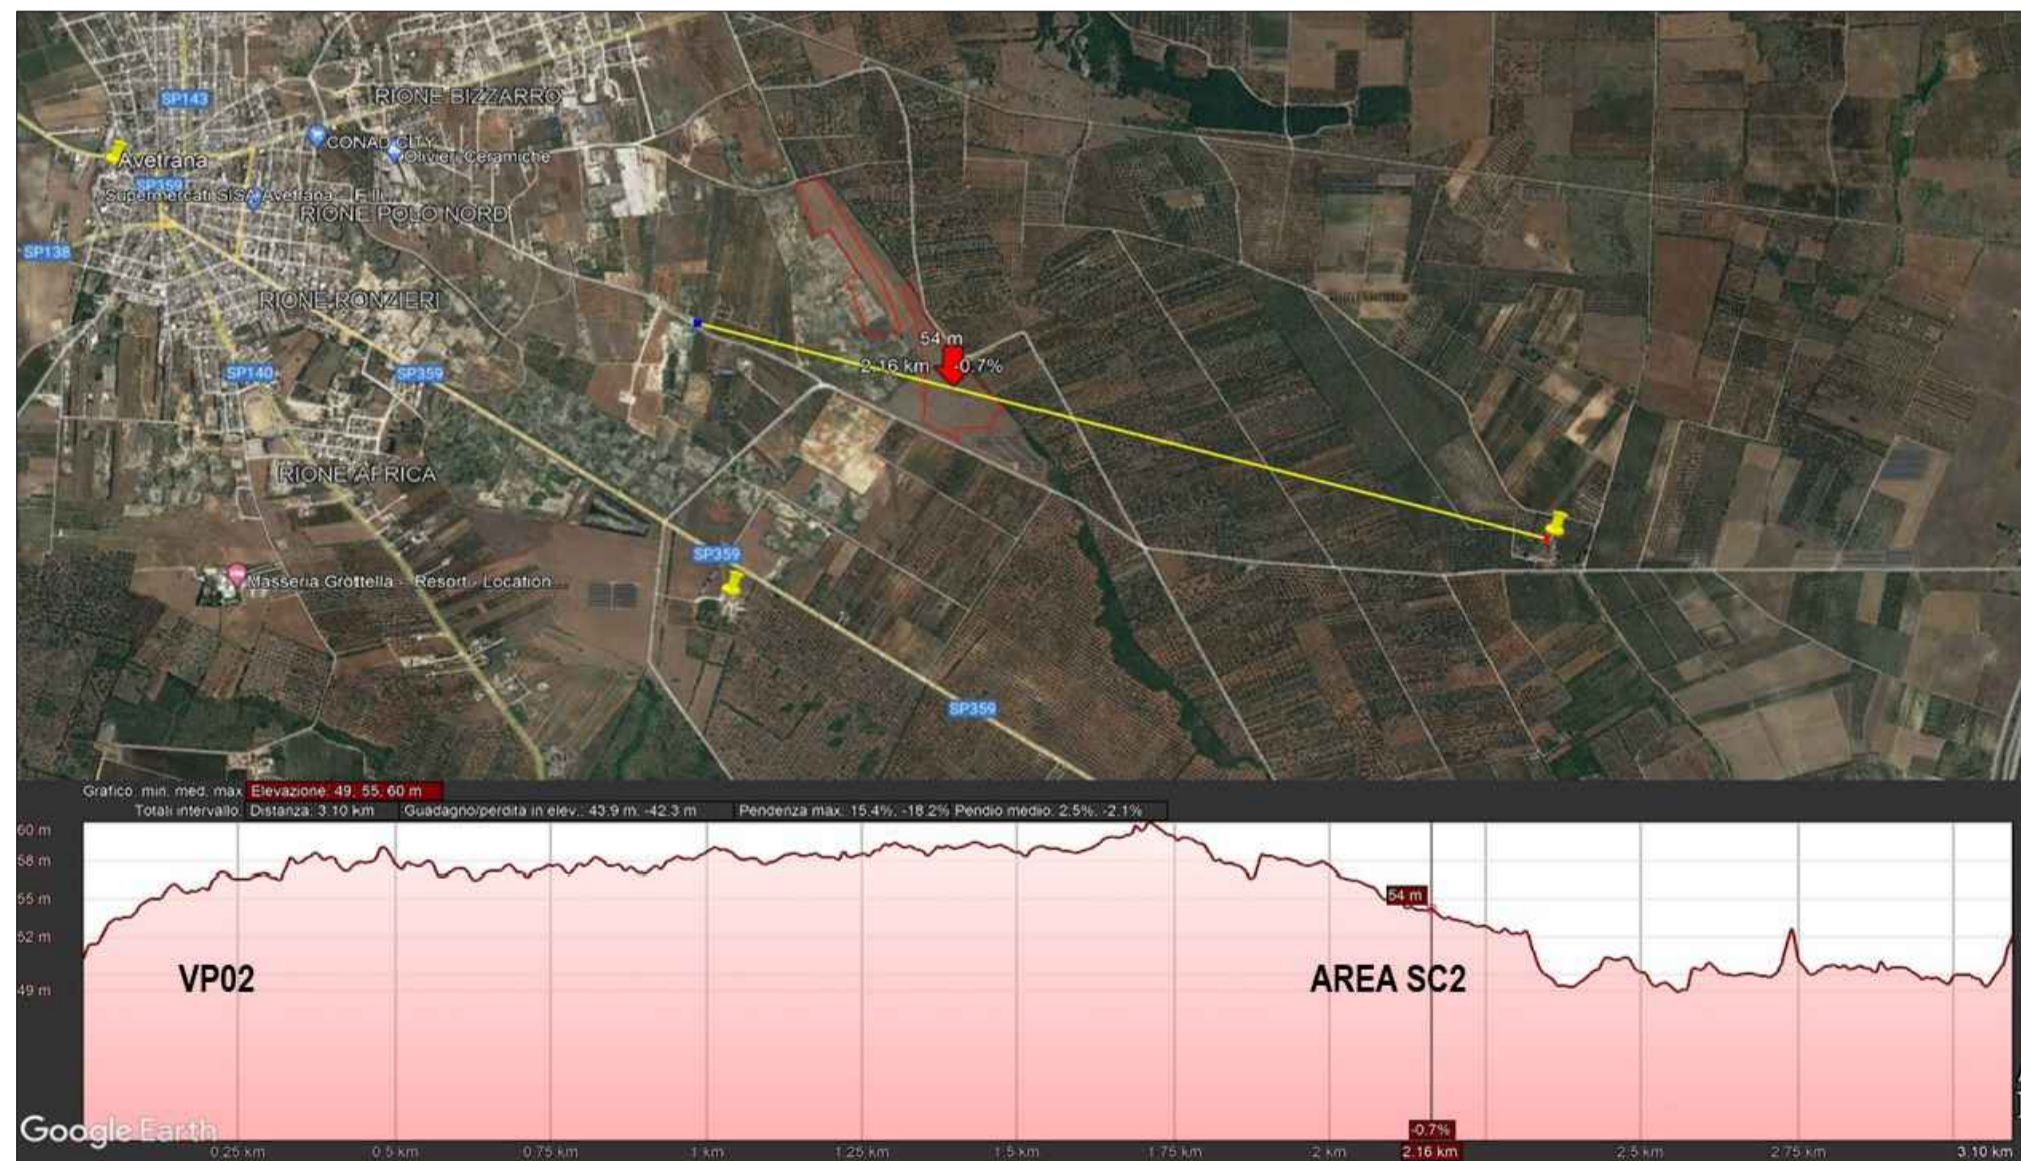 SP143
RIONE BIZZARRO
CONAD CITY
Olivieri Ceramiche
Avetrana
SP359
Supermercati SISA Avetrana - F.lli...
RIONE POLO NORD
SP138
RIONE RONZIERI
54 m
2.16 km -0.7%
SP140
SP359
RIONE AFRICA
SP359
Masseria Grottella - Resort - Location...
SP359
Grafico: min. med. max Elevazione: 49, 55, 60 m
Totali intervallo: Distanza: 3.10 km Guadagno/perdita in elev.: 43.9 m, -42.3 m Pendenza max: 15.4%, -18.2% Pendio medio: 2.5%, -2.1%
60 m
58 m
55 m
54 m
52 m
49 m
VP02
AREA SC2
Google Earth
-0.7%
0.25 km 0.5 km 0.75 km 1 km 1.25 km 1.5 km 1.75 km 2 km 2.16 km 2.5 km 2.75 km 3.10 km